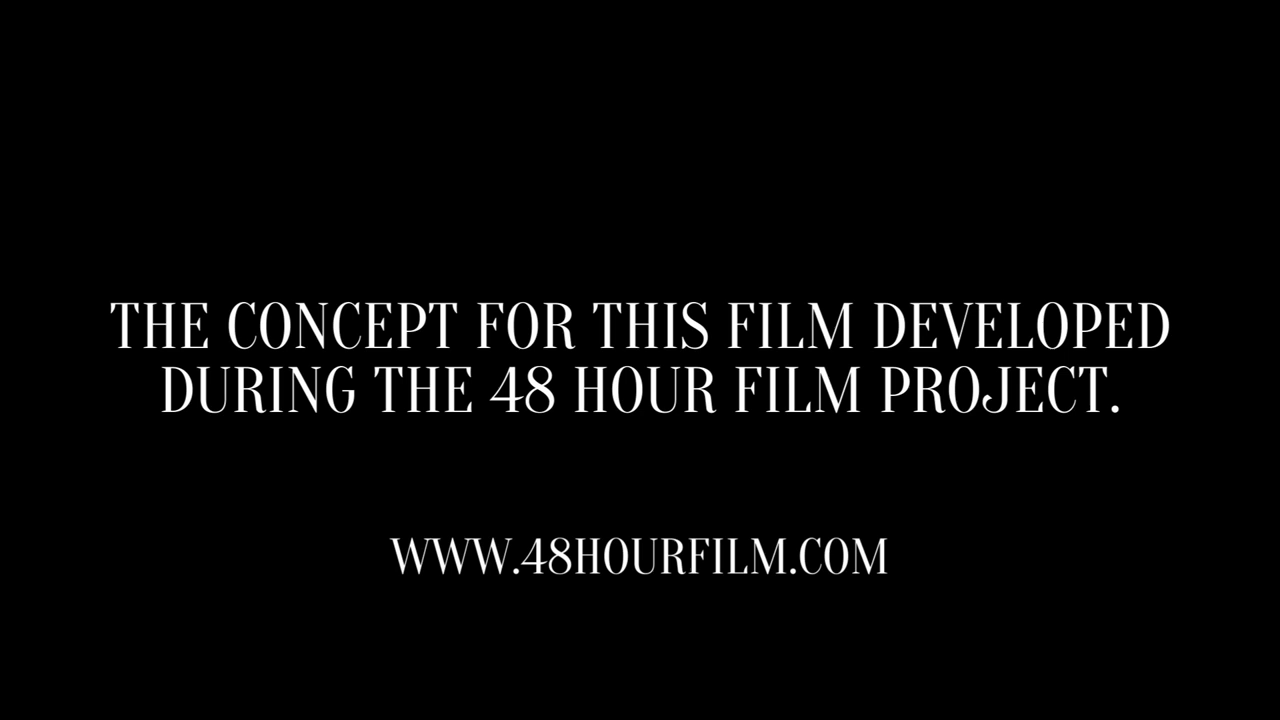 THE CONCEPT FOR THIS FILM DEVELOPED
DURING THE 48 HOUR FILM PROJECT.
WWW.48HOURFILM.COM